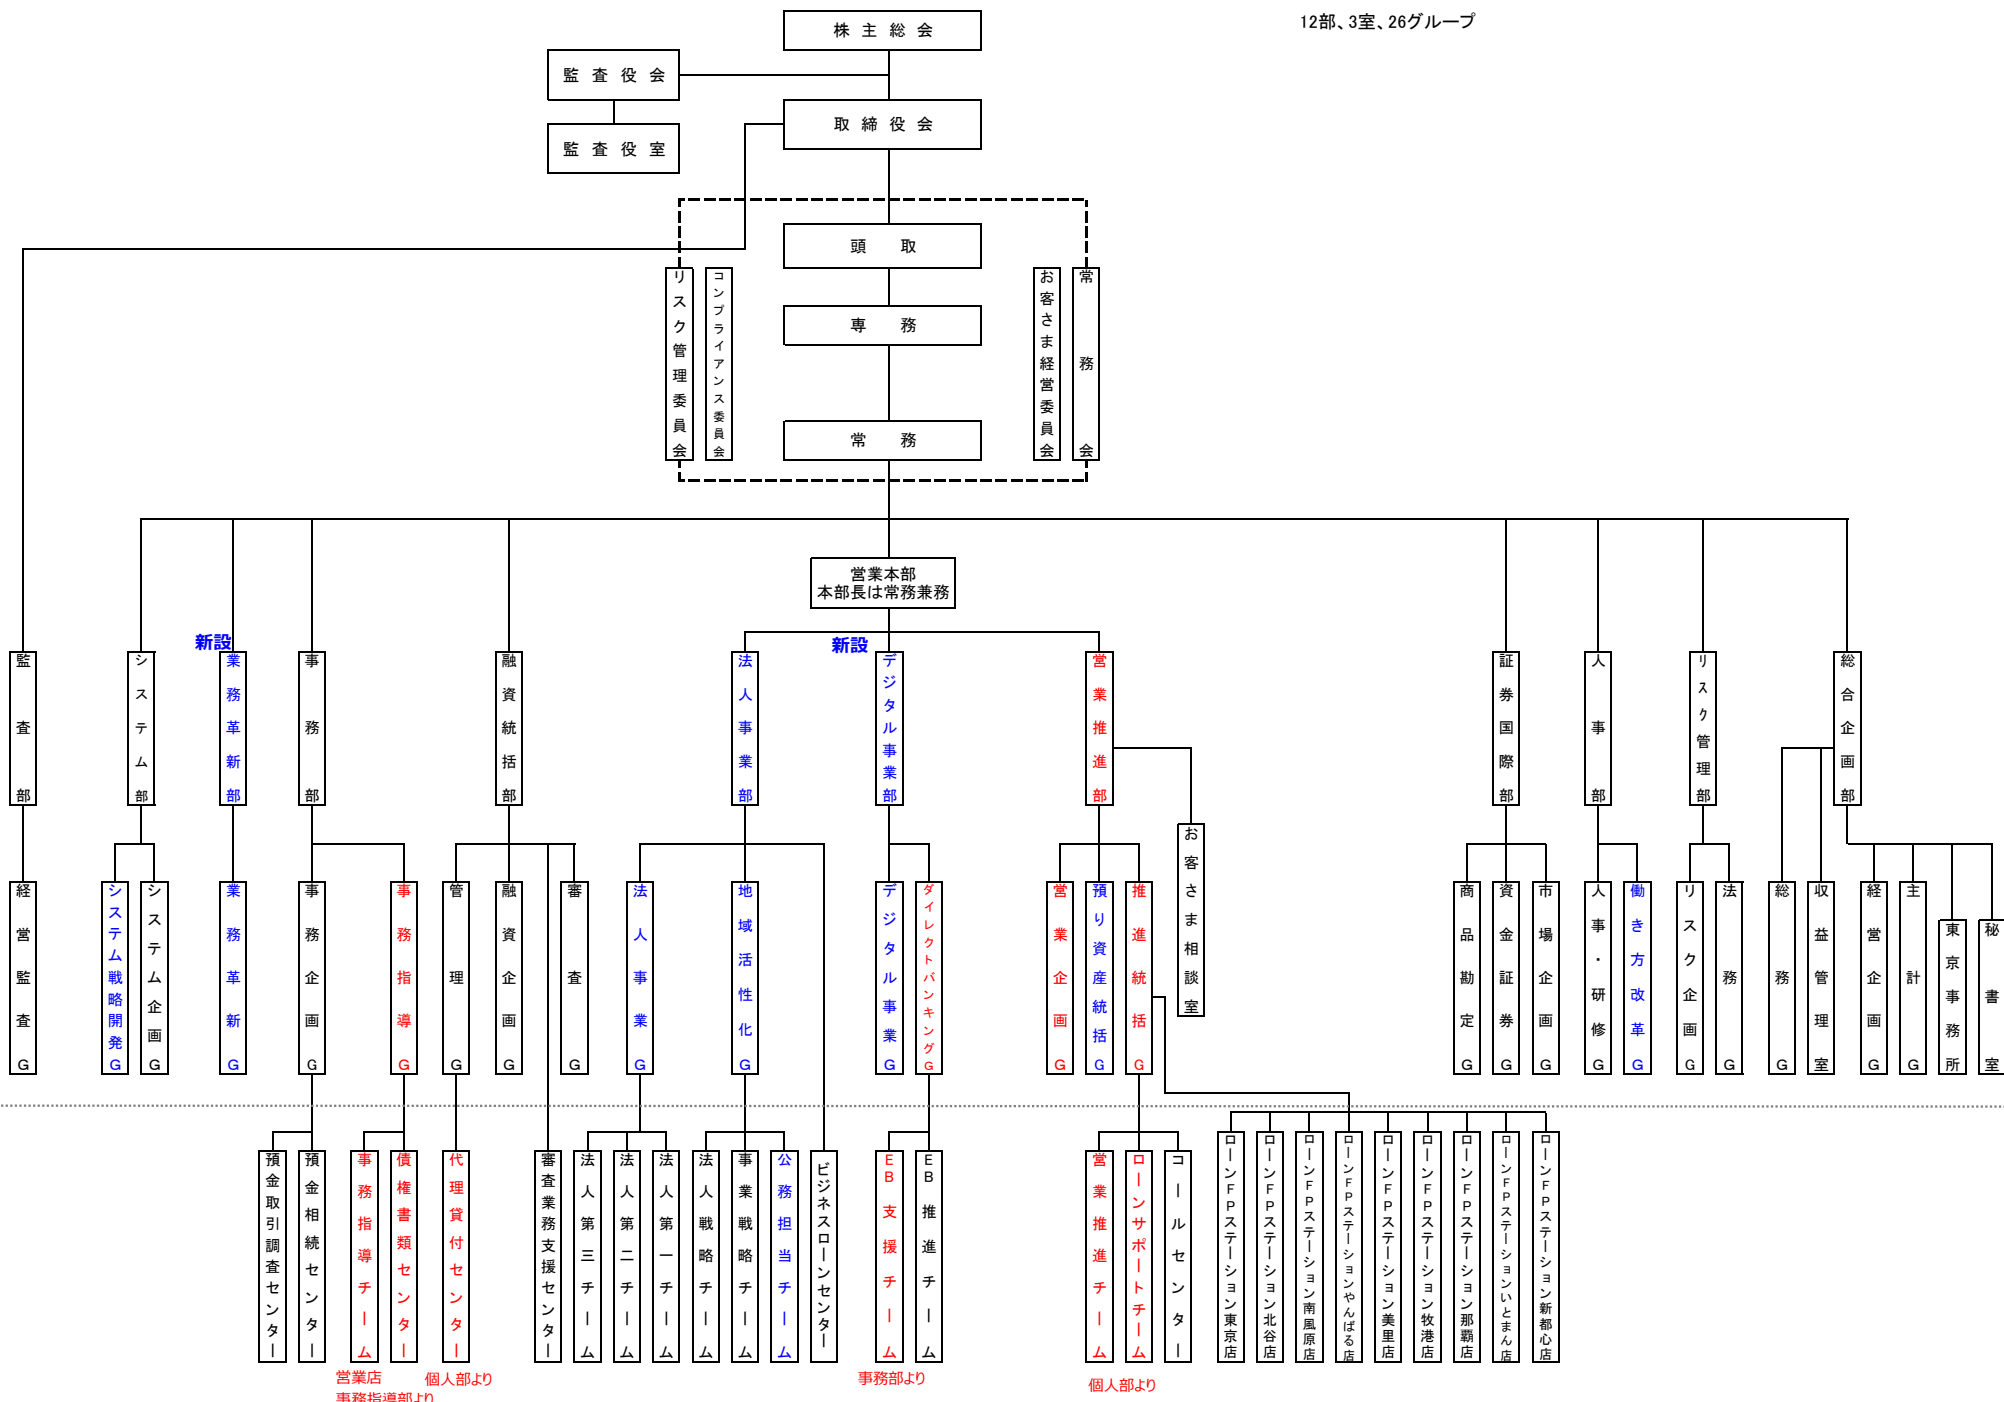 12部、3室、26グループ
株主総会
監査役会
取締役会
監査役室
頭取
リスク管理委員会
コンプライアンス委員会
お客さま経営委員会
常務会
専務
常務
営業本部
本部長は常務兼務
新設
新設
監査部
システム部
業務革新部
事務部
融資統括部
法人事業部
デジタル事業部
営業推進部
証券国際部
人事部
リスク管理部
総合企画部
お客さま相談室
経営監査G
システム戦略開発G
システム企画G
業務革新G
事務企画G
事務指導G
管理G
融資企画G
審査G
法人事業G
地域活性化G
デジタル事業G
ダイレクトバンキングG
営業企画G
預り資産統括G
推進統括G
商品勘定G
資金証券G
市場企画G
人事・研修G
働き方改革G
リスク企画G
法務G
総務G
収益管理室
経営企画G
主計G
東京事務所
秘書室
預金取引調査センター
預金相続センター
事務指導チーム
債権書類センター
代理貸付センター
審査業務支援センター
法人第三チーム
法人第二チーム
法人第一チーム
法人戦略チーム
事業戦略チーム
公務担当チーム
ビジネスローンセンター
EB支援チーム
EB推進チーム
営業推進チーム
ローンサポートチーム
コールセンター
ローンFPステーション東京店
ローンFPステーション北谷店
ローンFPステーション南風原店
ローンFPステーションやんばる店
ローンFPステーション美里店
ローンFPステーション牧港店
ローンFPステーション那覇店
ローンFPステーションいとまん店
ローンFPステーション新都心店
営業店
事務指導部より
個人部より
事務部より
個人部より